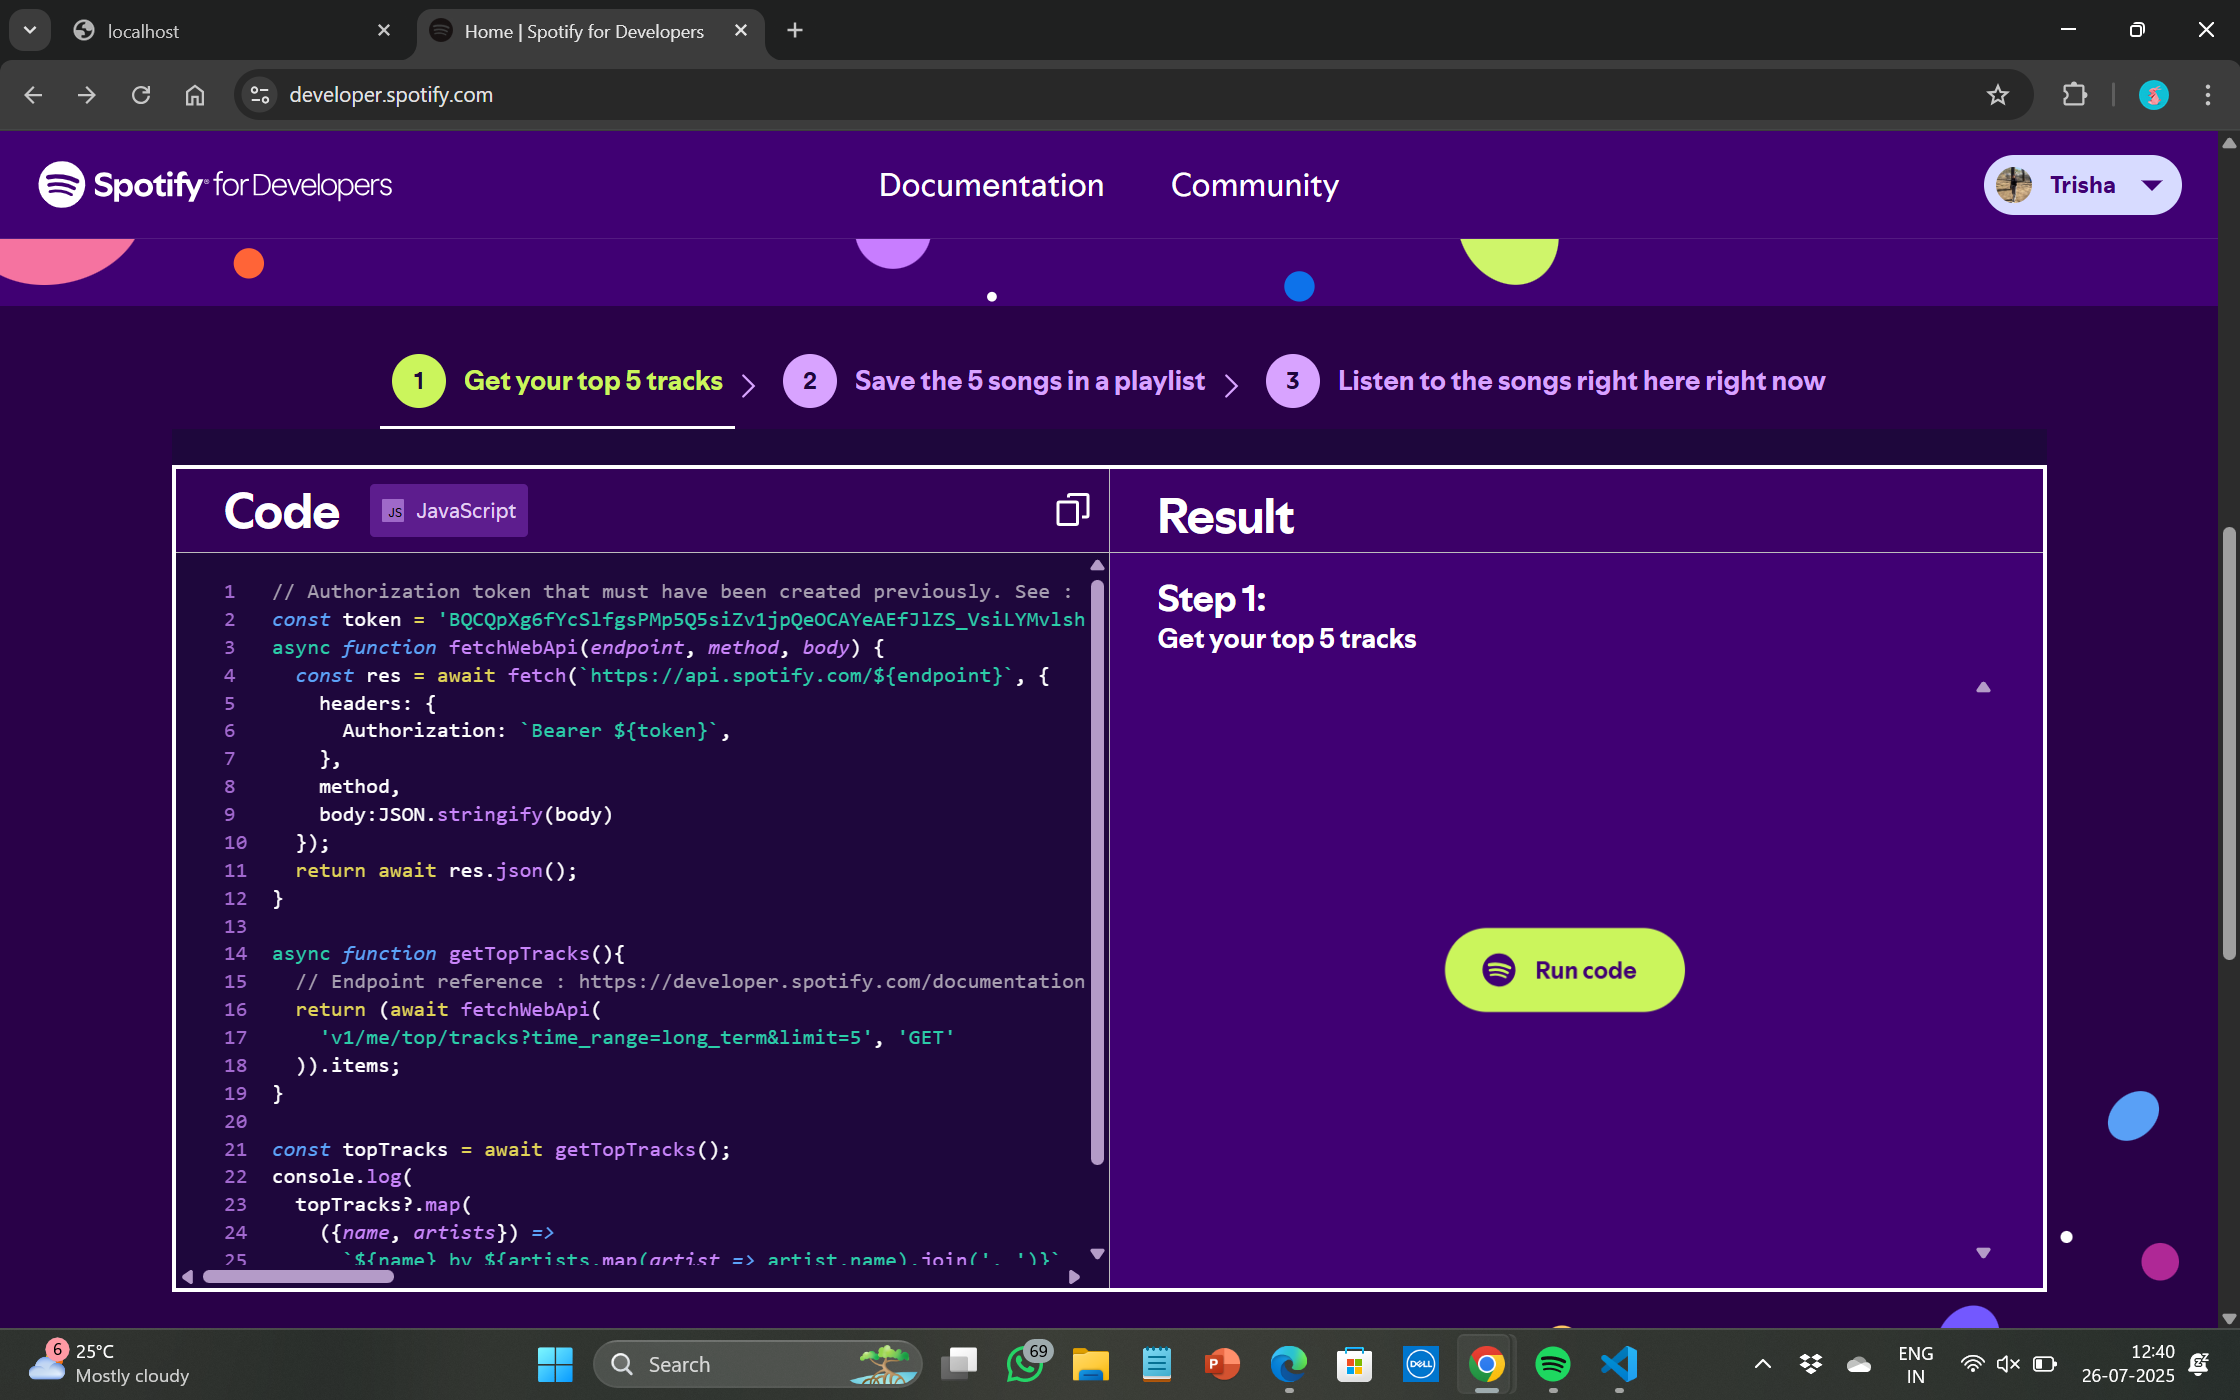 localhost
Home | Spotify for Developers
developer.spotify.com
Spotify for Developers
Documentation
Community
Trisha
1 Get your top 5 tracks
2 Save the 5 songs in a playlist
3 Listen to the songs right here right now
Code
JS JavaScript
1 // Authorization token that must have been created previously. See :
2 const token = 'BQCQpXg6fYcSlfgsPMp5Q5siZv1jpQeOCAYeAEfJlZS_VsiLYMvlsh
3 async function fetchWebApi(endpoint, method, body) {
4 const res = await fetch(`https://api.spotify.com/${endpoint}`, {
5 headers: {
6 Authorization: `Bearer ${token}`,
7 },
8 method,
9 body:JSON.stringify(body)
10 });
11 return await res.json();
12 }
13
14 async function getTopTracks(){
15 // Endpoint reference : https://developer.spotify.com/documentation
16 return (await fetchWebApi(
17 'v1/me/top/tracks?time_range=long_term&limit=5', 'GET'
18 )).items;
19 }
20
21 const topTracks = await getTopTracks();
22 console.log(
23 topTracks?.map(
24 ({name, artists}) =>
25 `${name} by ${artists.map(artist => artist.name).join(', ')}`
Result
Step 1:
Get your top 5 tracks
Run code
6
25°C
Mostly cloudy
Search
69
P
DELL
ENG
IN
12:40
26-07-2025